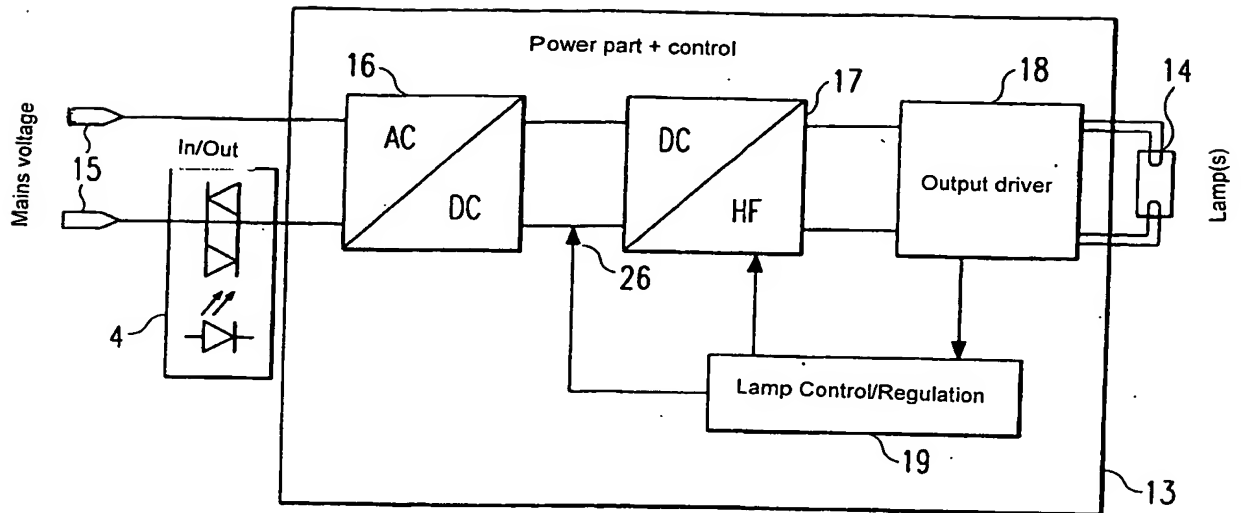 Power part + control
16
18
14
17
AC
DC
DC
HF
Output driver
Mains voltage
15
In/Out
Lamp(s)
26
4
Lamp Control/Regulation
19
13